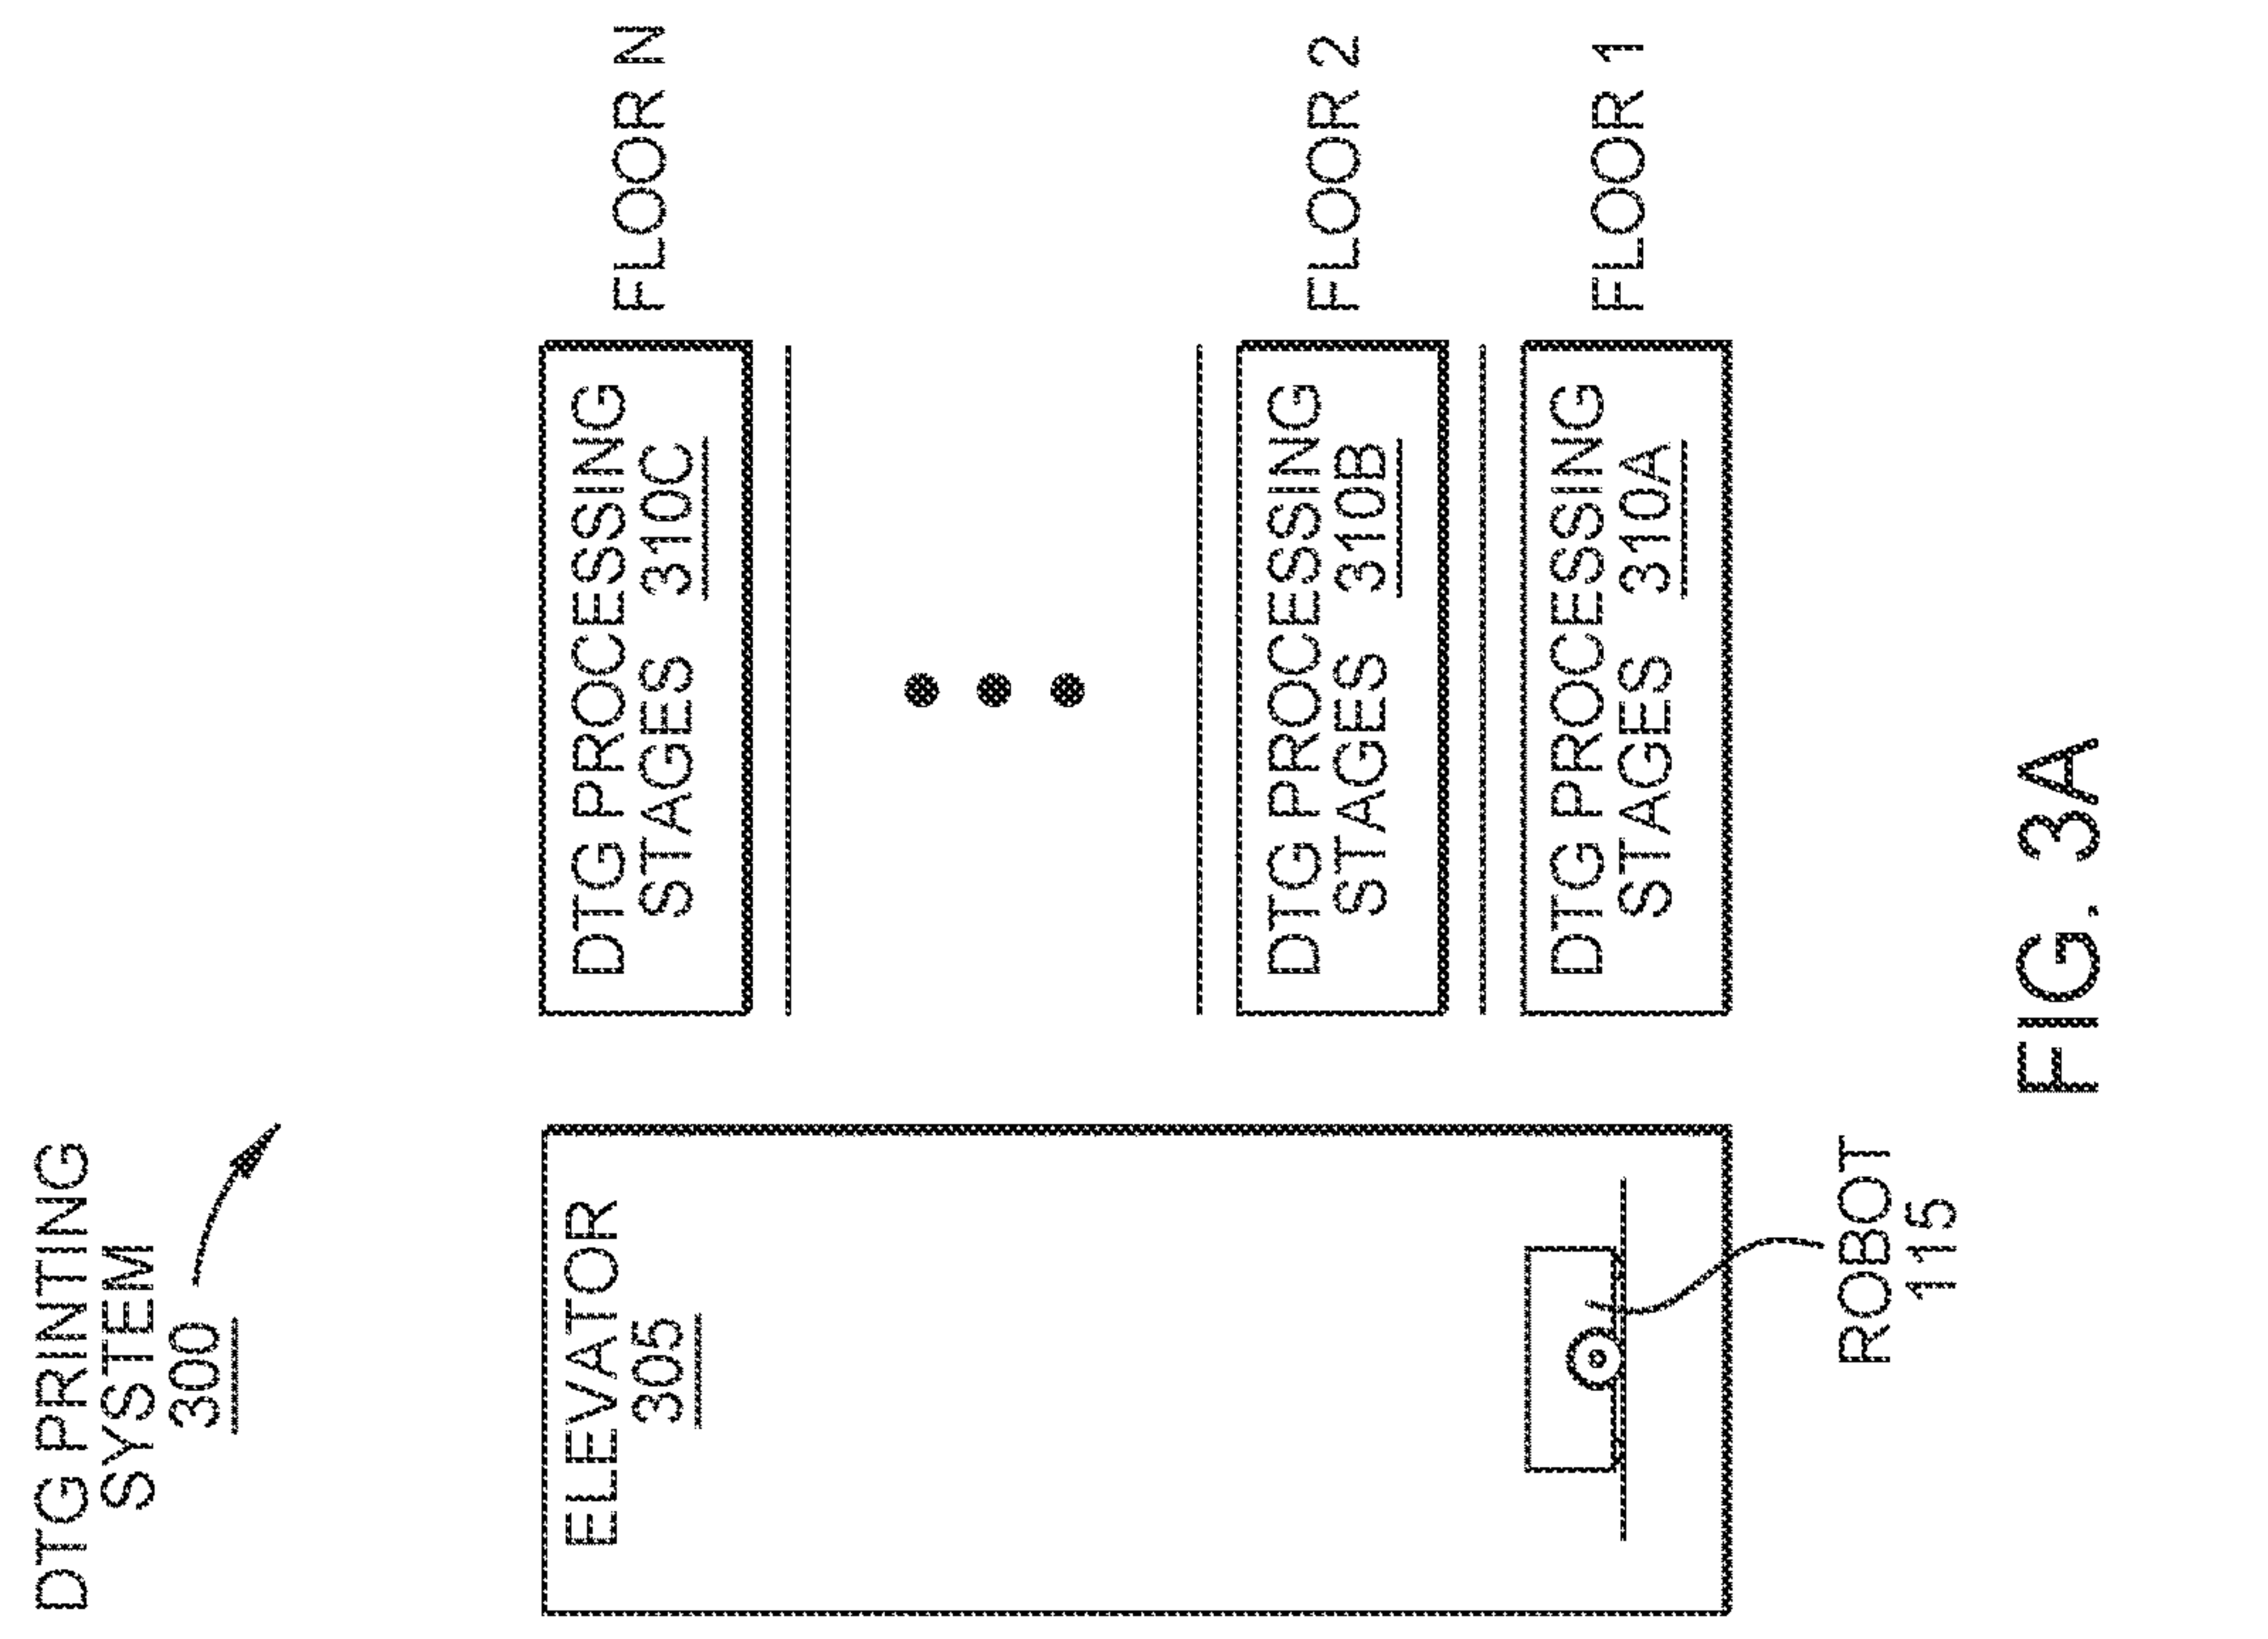 DTG PRINTING
SYSTEM
300
ELEVATOR
305
ROBOT
115
DTG PROCESSING
STAGES 310C
FLOOR N
DTG PROCESSING
STAGES 310B
FLOOR 2
DTG PROCESSING
STAGES 310A
FLOOR 1
FIG. 3A